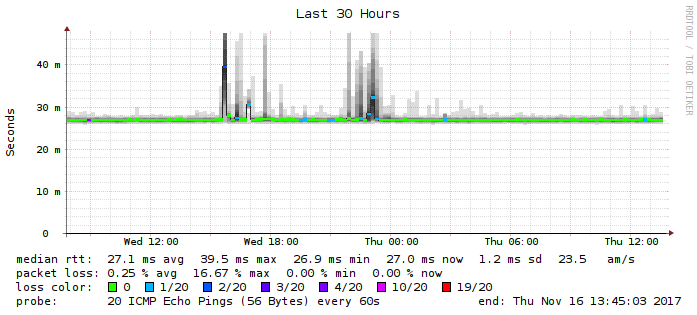 Last 30 Hours
RRDTOOL / TOBI OETIKER
Seconds
40 m
30 m
20 m
10 m
0
Wed 12:00 Wed 18:00 Thu 00:00 Thu 06:00 Thu 12:00
median rtt: 27.1 ms avg 39.5 ms max 26.9 ms min 27.0 ms now 1.2 ms sd 23.5 am/s
packet loss: 0.25 % avg 16.67 % max 0.00 % min 0.00 % now
loss color: 0 1/20 2/20 3/20 4/20 10/20 19/20
probe: 20 ICMP Echo Pings (56 Bytes) every 60s end: Thu Nov 16 13:45:03 2017